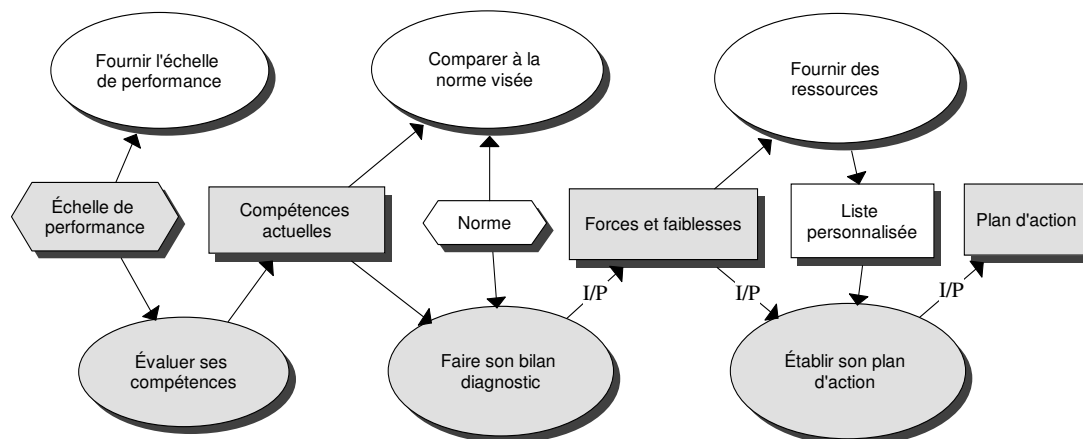 Fournir l'échelle
de performance
Comparer à la
norme visée
Fournir des
ressources
Échelle de
performance
Compétences
actuelles
Norme
Forces et faiblesses
Liste
personnalisée
Plan d'action
I/P
I/P
I/P
Évaluer ses
compétences
Faire son bilan
diagnostic
Établir son plan
d'action